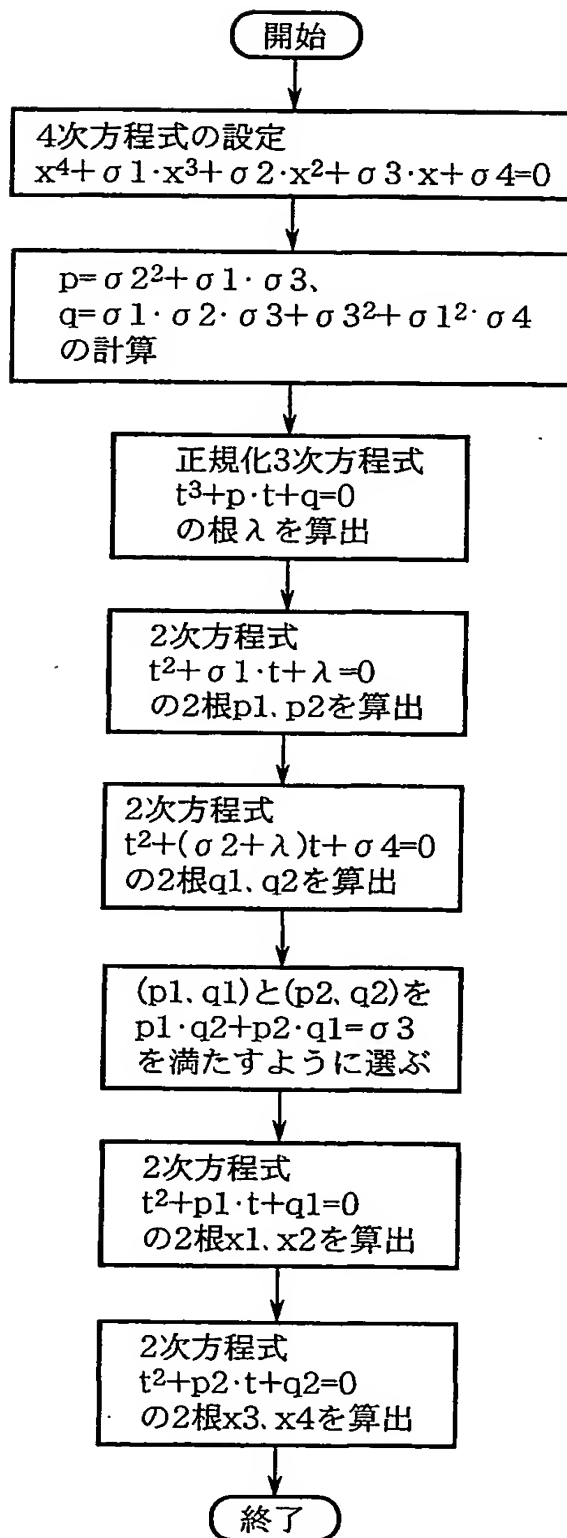 開始
4次方程式の設定
x⁴+σ1·x³+σ2·x²+σ3·x+σ4=0
p=σ2²+σ1·σ3、
q=σ1·σ2·σ3+σ3²+σ1²·σ4
の計算
正規化3次方程式
t³+p·t+q=0
の根λを算出
2次方程式
t²+σ1·t+λ=0
の2根p1、p2を算出
2次方程式
t²+(σ2+λ)t+σ4=0
の2根q1、q2を算出
(p1、q1)と(p2、q2)を
p1·q2+p2·q1=σ3
を満たすように選ぶ
2次方程式
t²+p1·t+q1=0
の2根x1、x2を算出
2次方程式
t²+p2·t+q2=0
の2根x3、x4を算出
終了